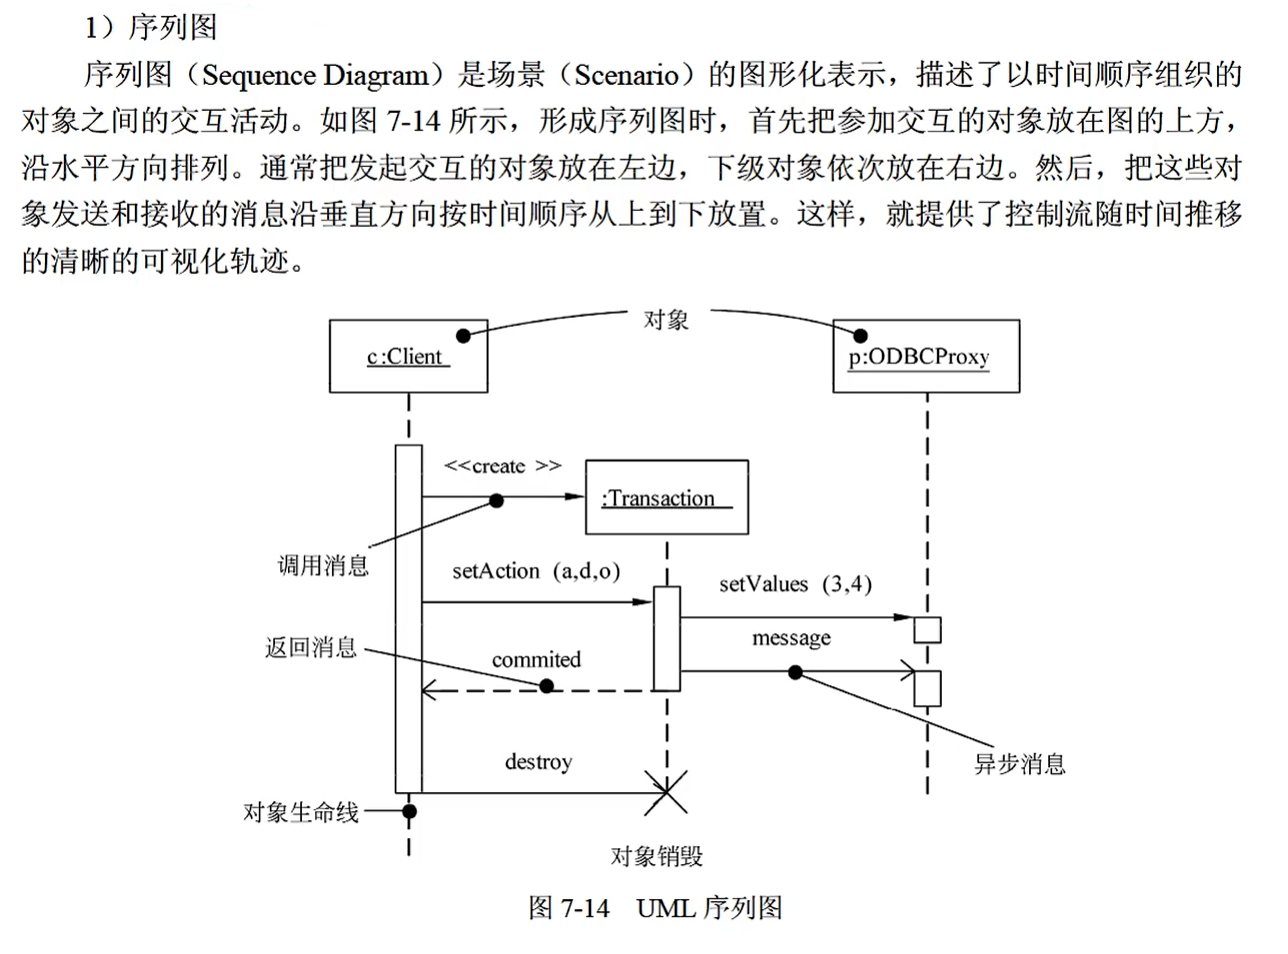 1）序列图
序列图（Sequence Diagram）是场景（Scenario）的图形化表示，描述了以时间顺序组织的
对象之间的交互活动。如图 7-14 所示，形成序列图时，首先把参加交互的对象放在图的上方，
沿水平方向排列。通常把发起交互的对象放在左边，下级对象依次放在右边。然后，把这些对
象发送和接收的消息沿垂直方向按时间顺序从上到下放置。这样，就提供了控制流随时间推移
的清晰的可视化轨迹。
对象
c:Client
p:ODBCProxy
<<create >>
:Transaction
调用消息
setAction（a,d,o）
setValues（3,4）
返回消息
commited
message
destroy
异步消息
对象生命线
对象销毁
图 7-14 UML 序列图